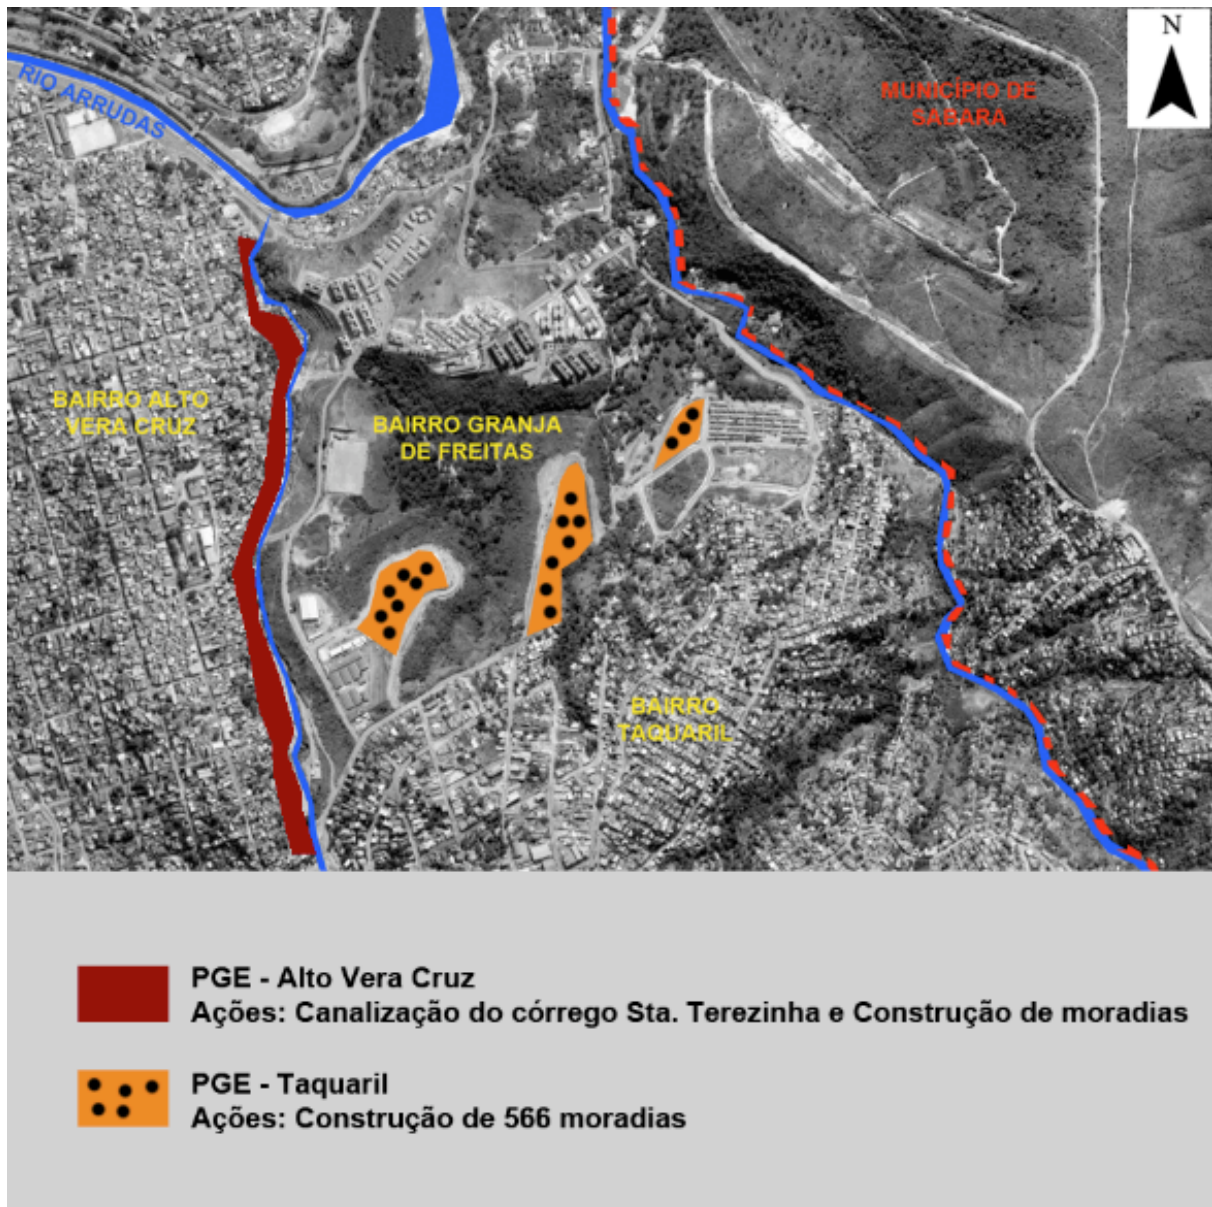 N
RIO ARRUDAS
MUNICÍPIO DE
SABARA
BAIRRO ALTO
VERA CRUZ
BAIRRO GRANJA
DE FREITAS
BAIRRO
TAQUARIL
PGE - Alto Vera Cruz
Ações: Canalização do córrego Sta. Terezinha e Construção de moradias
PGE - Taquaril
Ações: Construção de 566 moradias